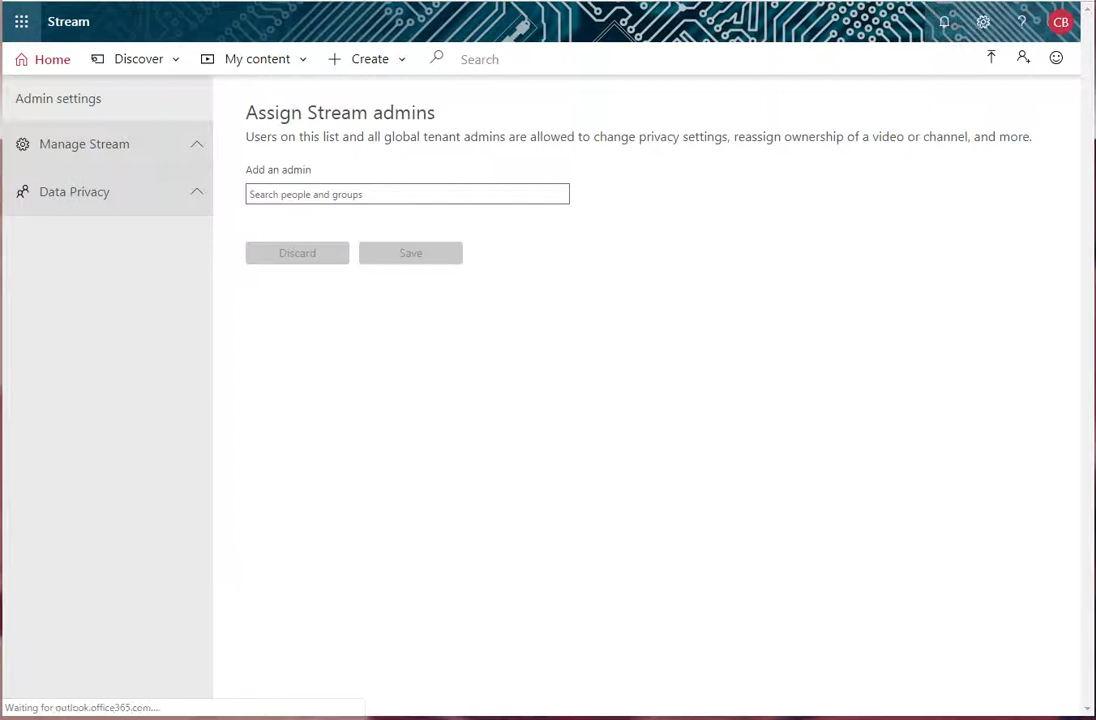 Stream
CB
Home
Discover
My content
Create
Search
Admin settings
Manage Stream
Data Privacy
Assign Stream admins
Users on this list and all global tenant admins are allowed to change privacy settings, reassign ownership of a video or channel, and more.
Add an admin
Search people and groups
Discard
Save
Waiting for outlook.office365.com....